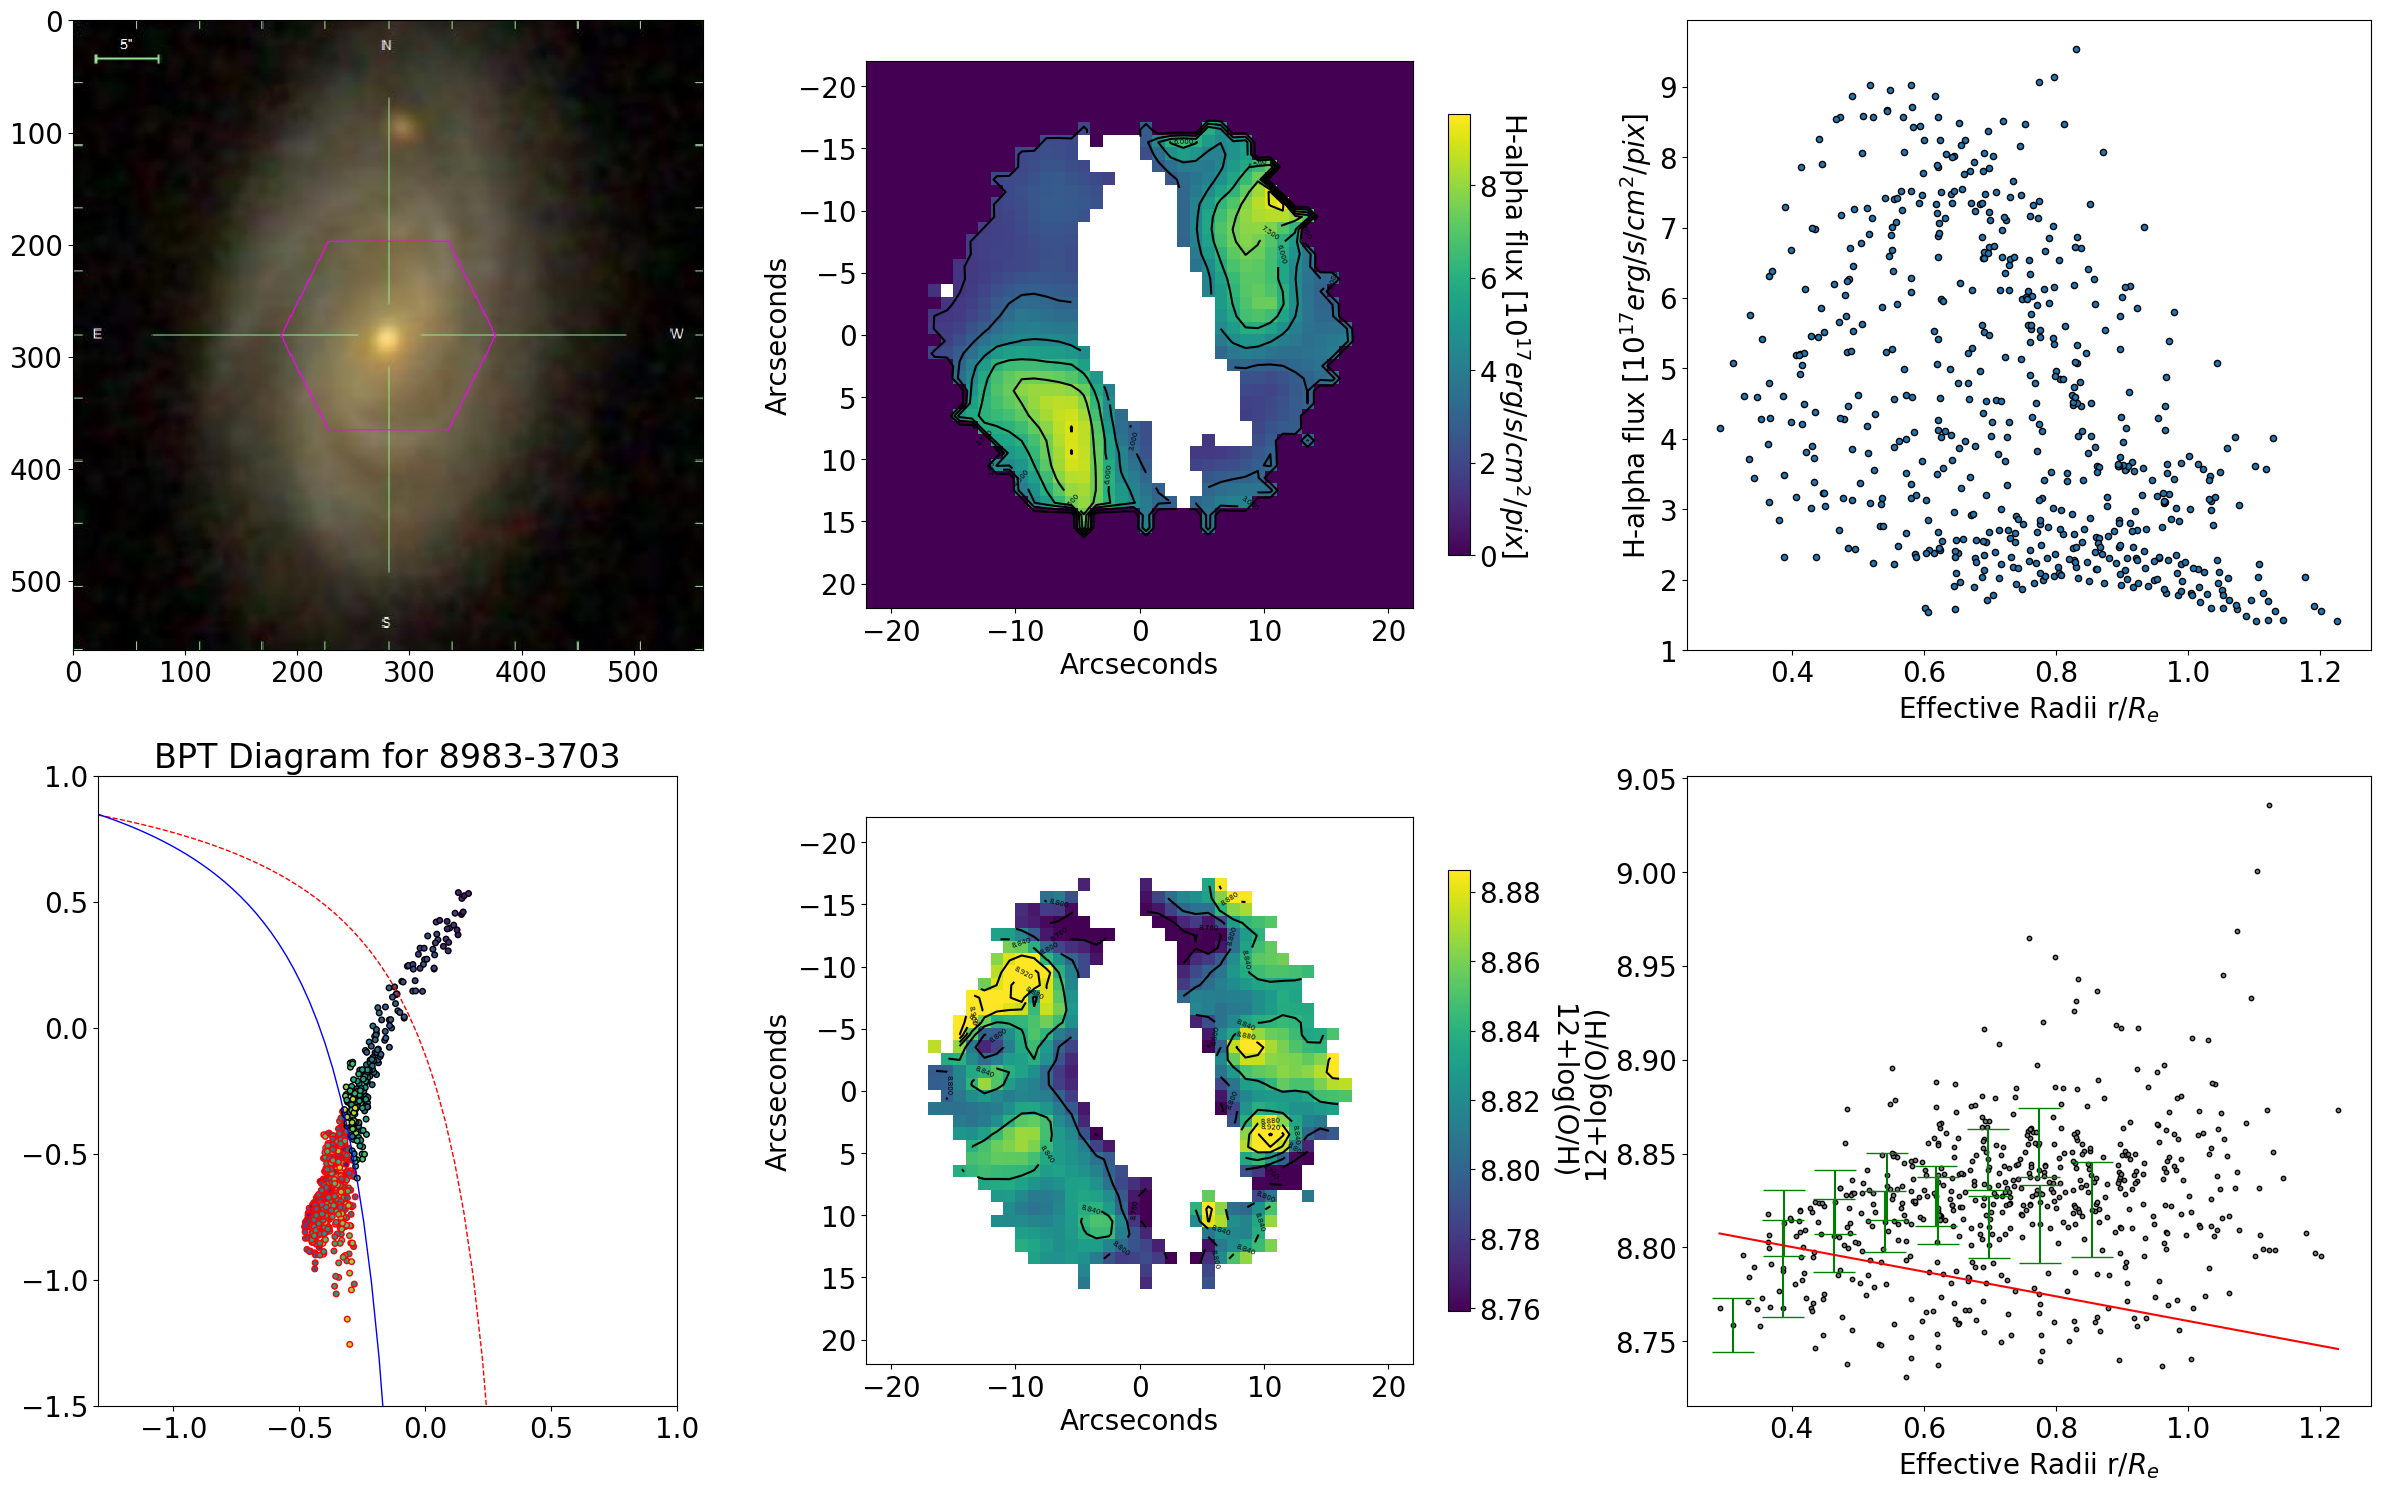 0
100
200
300
400
500
0 100 200 300 400 500
5"
N
E
W
S
−20
−15
−10
−5
0
5
10
15
20
−20 −10 0 10 20
Arcseconds
Arcseconds
8
6
4
2
0
H-alpha flux [10^17 erg/s/cm^2/pix]
9
8
7
6
5
4
3
2
1
0.4 0.6 0.8 1.0 1.2
H-alpha flux [10^17 erg/s/cm^2/pix]
Effective Radii r/R_e
BPT Diagram for 8983-3703
1.0
0.5
0.0
−0.5
−1.0
−1.5
−1.0 −0.5 0.0 0.5 1.0
−20
−15
−10
−5
0
5
10
15
20
−20 −10 0 10 20
Arcseconds
Arcseconds
8.88
8.86
8.84
8.82
8.80
8.78
8.76
12+log(O/H)
9.05
9.00
8.95
8.90
8.85
8.80
8.75
0.4 0.6 0.8 1.0 1.2
12+log(O/H)
Effective Radii r/R_e